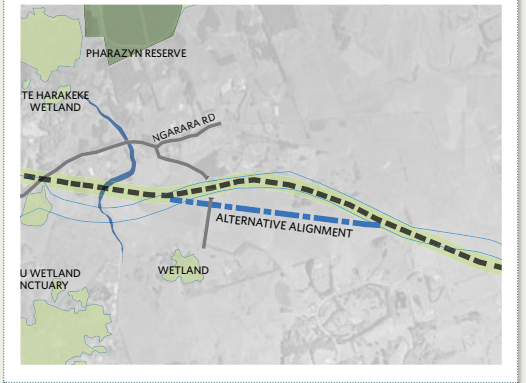 PHARAZYN RESERVE
TE HARAKEKE
WETLAND
NGARARA RD
ALTERNATIVE ALIGNMENT
WETLAND
U WETLAND
NCTUARY